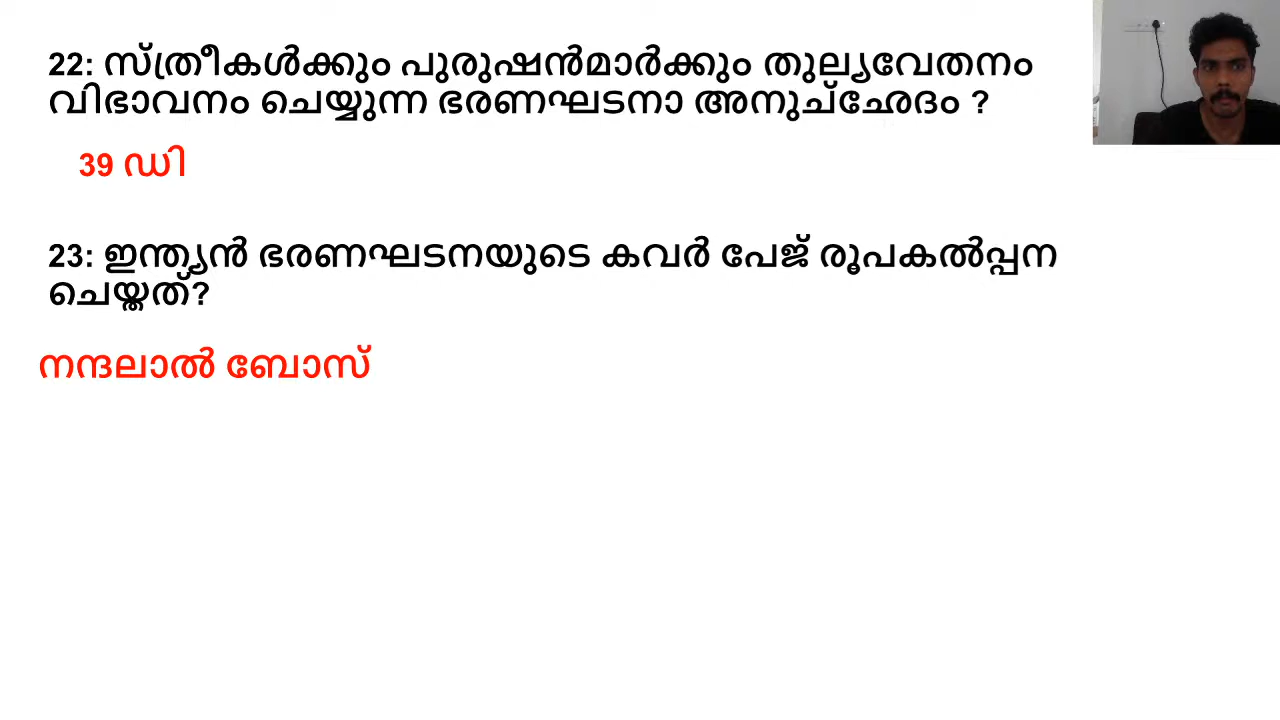 22: സ്ത്രീകൾക്കും പുരുഷൻമാർക്കും തുല്യവേതനം
വിഭാവനം ചെയ്യുന്ന ഭരണഘടനാ അനുച്ഛേദം ?
39 ഡി
23: ഇന്ത്യൻ ഭരണഘടനയുടെ കവർ പേജ് രൂപകൽപ്പന
ചെയ്തത്?
നന്ദലാൽ ബോസ്